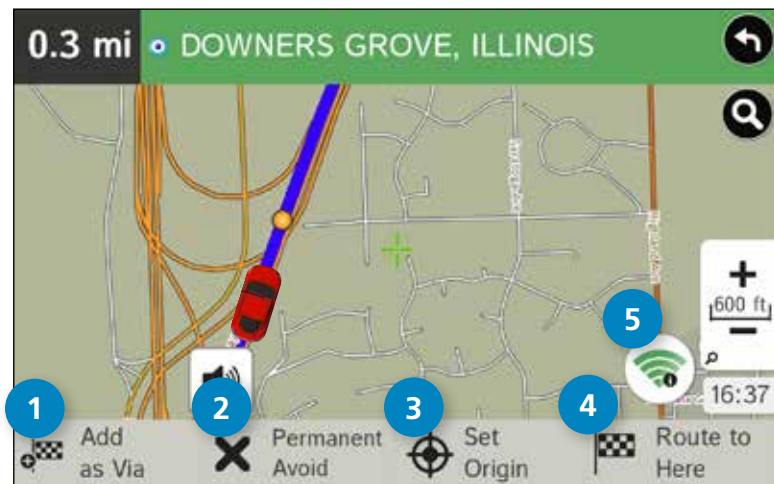 0.3 mi DOWNERS GROVE, ILLINOIS
600 ft
5
16:37
1 2 3 4
Add as Via
Permanent Avoid
Set Origin
Route to Here